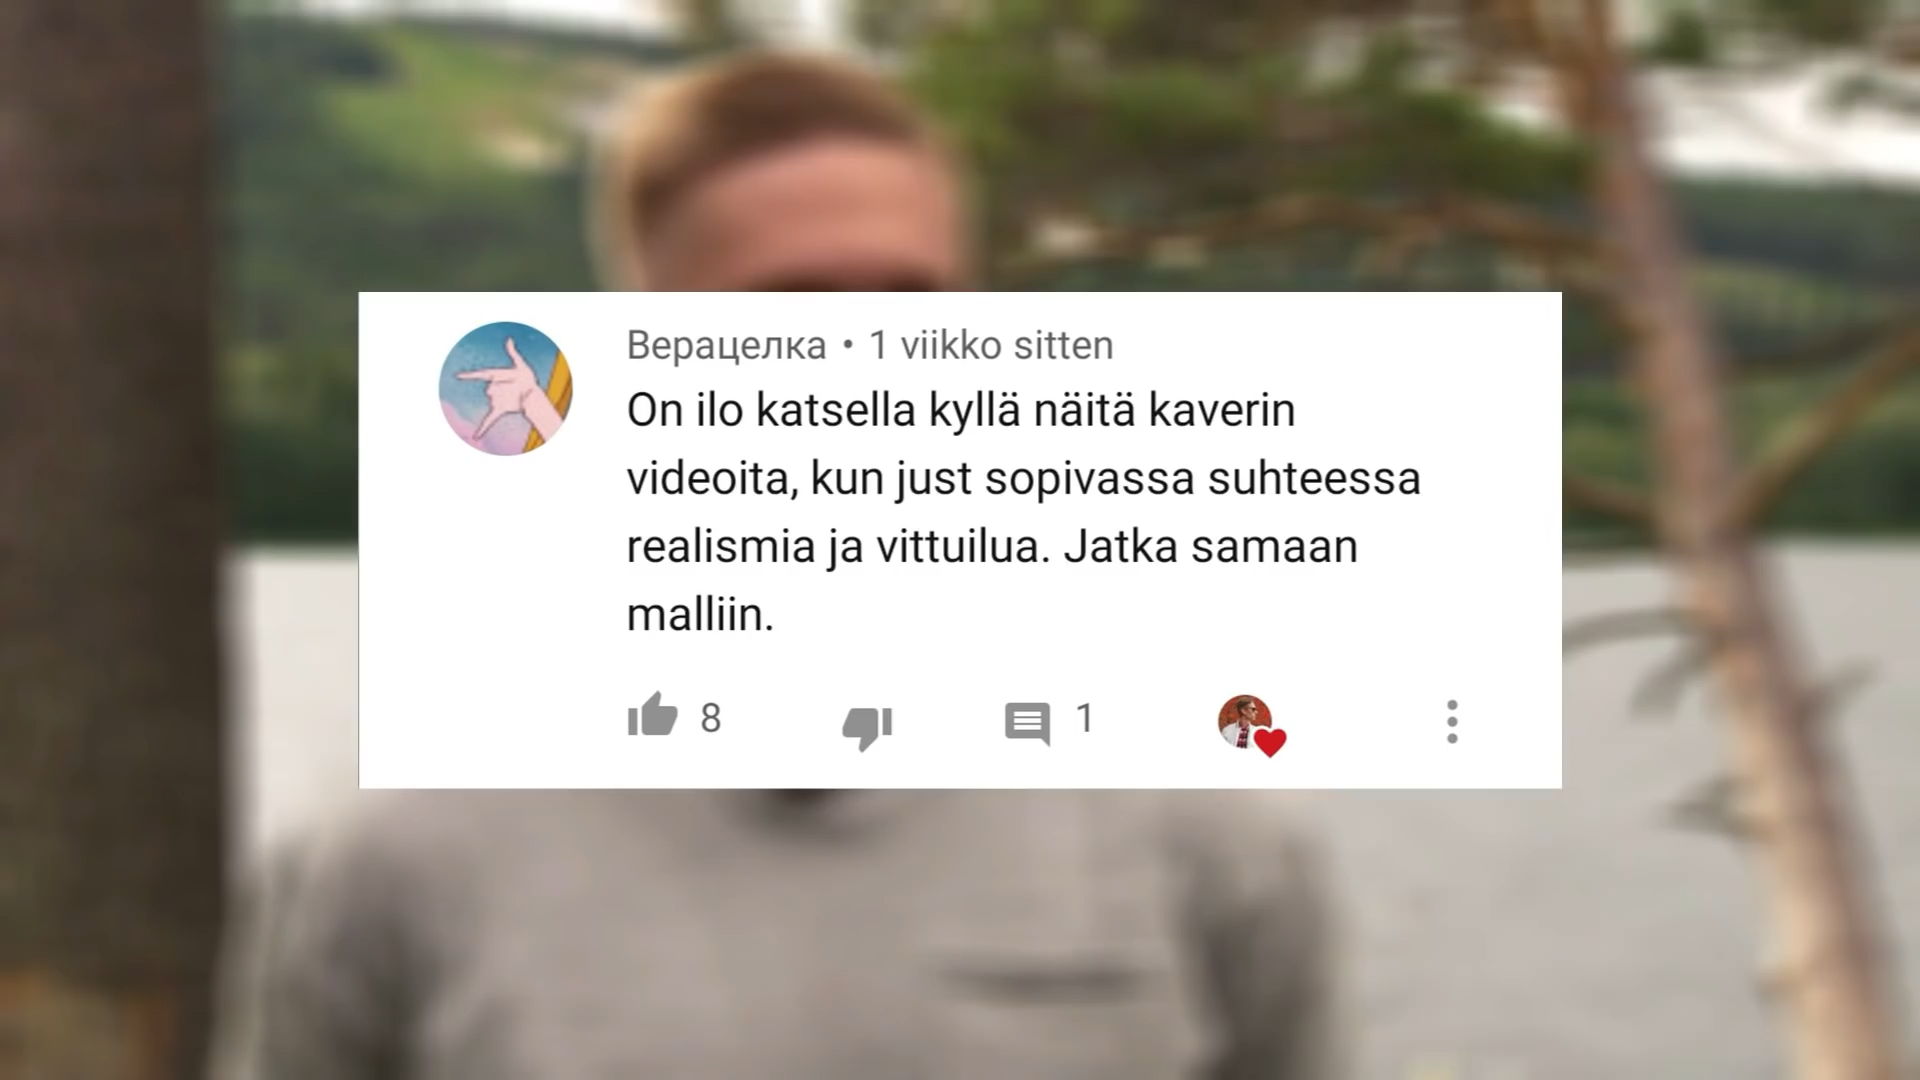 Верацелка • 1 viikko sitten
On ilo katsella kyllä näitä kaverin
videoita, kun just sopivassa suhteessa
realismia ja vittuilua. Jatka samaan
malliin.
8 1